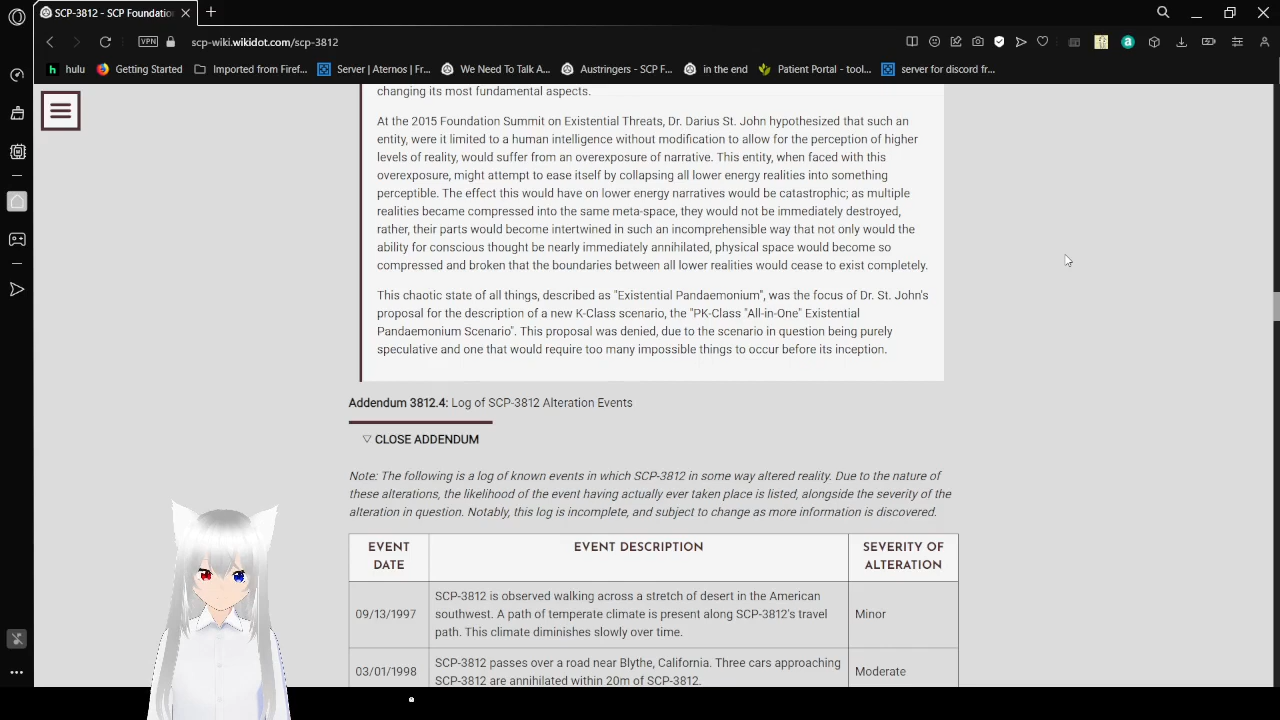 SCP-3812 - SCP Foundatio
VPN
scp-wiki.wikidot.com/scp-3812
hulu
Getting Started
Imported from Firef...
Server | Aternos | Fr...
We Need To Talk A...
Austringers - SCP F...
in the end
Patient Portal - tool...
server for discord fr...
changing its most fundamental aspects.
At the 2015 Foundation Summit on Existential Threats, Dr. Darius St. John hypothesized that such an
entity, were it limited to a human intelligence without modification to allow for the perception of higher
levels of reality, would suffer from an overexposure of narrative. This entity, when faced with this
overexposure, might attempt to ease itself by collapsing all lower energy realities into something
perceptible. The effect this would have on lower energy narratives would be catastrophic; as multiple
realities became compressed into the same meta-space, they would not be immediately destroyed,
rather, their parts would become intertwined in such an incomprehensible way that not only would the
ability for conscious thought be nearly immediately annihilated, physical space would become so
compressed and broken that the boundaries between all lower realities would cease to exist completely.
This chaotic state of all things, described as "Existential Pandaemonium", was the focus of Dr. St. John's
proposal for the description of a new K-Class scenario, the "PK-Class "All-in-One" Existential
Pandaemonium Scenario". This proposal was denied, due to the scenario in question being purely
speculative and one that would require too many impossible things to occur before its inception.
Addendum 3812.4: Log of SCP-3812 Alteration Events
▽ CLOSE ADDENDUM
Note: The following is a log of known events in which SCP-3812 in some way altered reality. Due to the nature of
these alterations, the likelihood of the event having actually ever taken place is listed, alongside the severity of the
alteration in question. Notably, this log is incomplete, and subject to change as more information is discovered.
EVENT
DATE
EVENT DESCRIPTION
SEVERITY OF
ALTERATION
09/13/1997
SCP-3812 is observed walking across a stretch of desert in the American
southwest. A path of temperate climate is present along SCP-3812's travel
path. This climate diminishes slowly over time.
Minor
03/01/1998
SCP-3812 passes over a road near Blythe, California. Three cars approaching
SCP-3812 are annihilated within 20m of SCP-3812.
Moderate